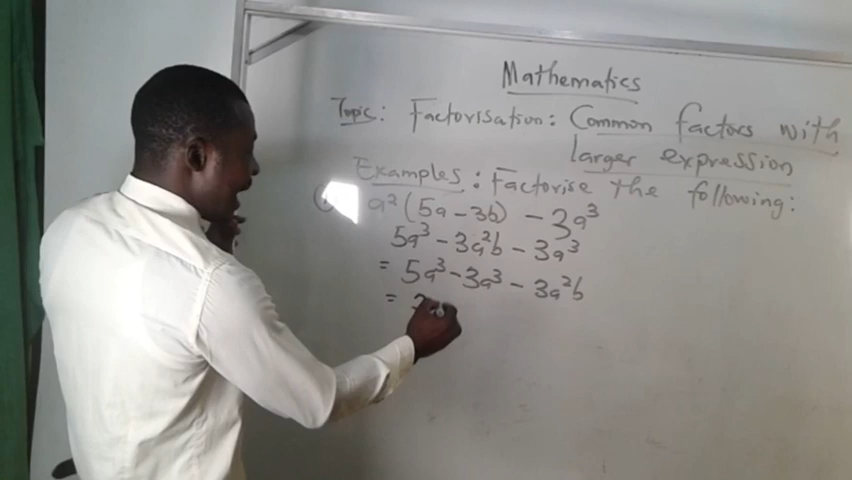 Mathematics
Topic: Factorisation: Common factors with
larger expression
Examples: Factorise the following:
a²(5a - 3b) - 3a³
5a³ - 3a²b - 3a³
= 5a³ - 3a³ - 3a²b
=